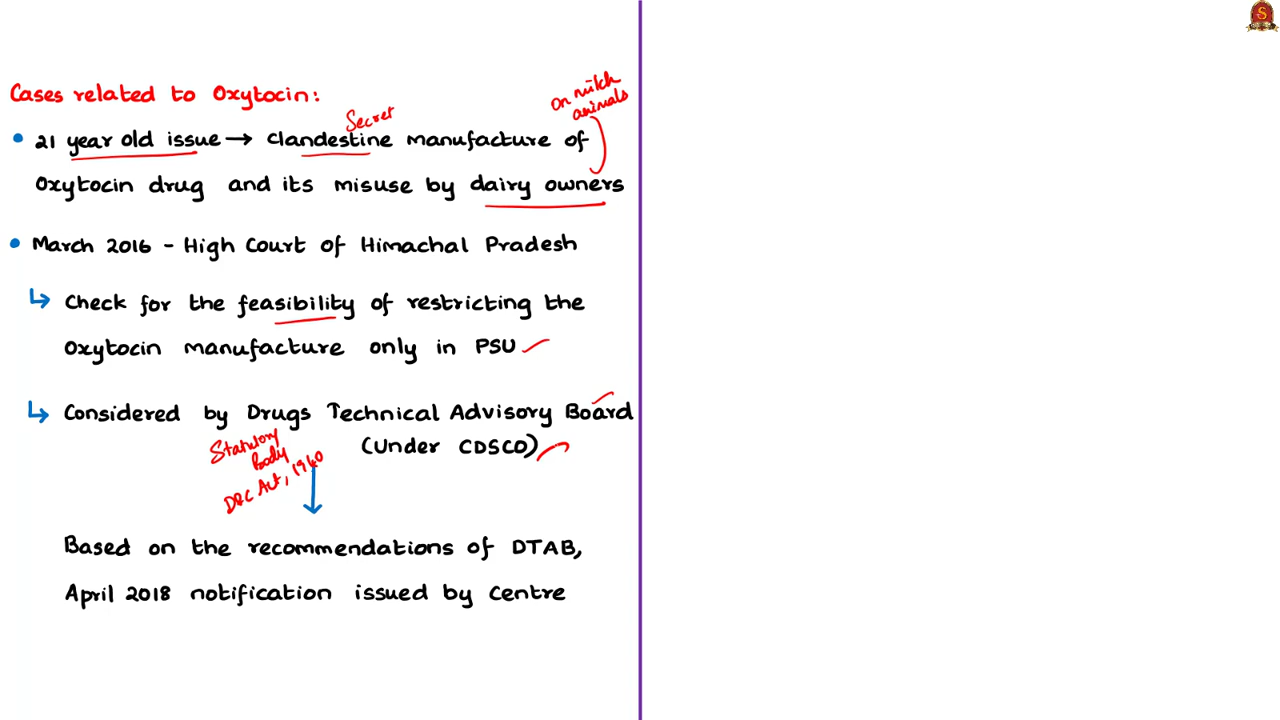 Cases related to Oxytocin:
on milch
animals
Secret
• 21 year old issue → Clandestine manufacture of
Oxytocin drug and its misuse by dairy owners
• March 2016 - High Court of Himachal Pradesh
↳ Check for the feasibility of restricting the
Oxytocin manufacture only in PSU ✓
↳ Considered by Drugs Technical Advisory Board
(Under CDSCO)
Statutory
Body
D&C Act, 1940
Based on the recommendations of DTAB,
April 2018 notification issued by Centre
S